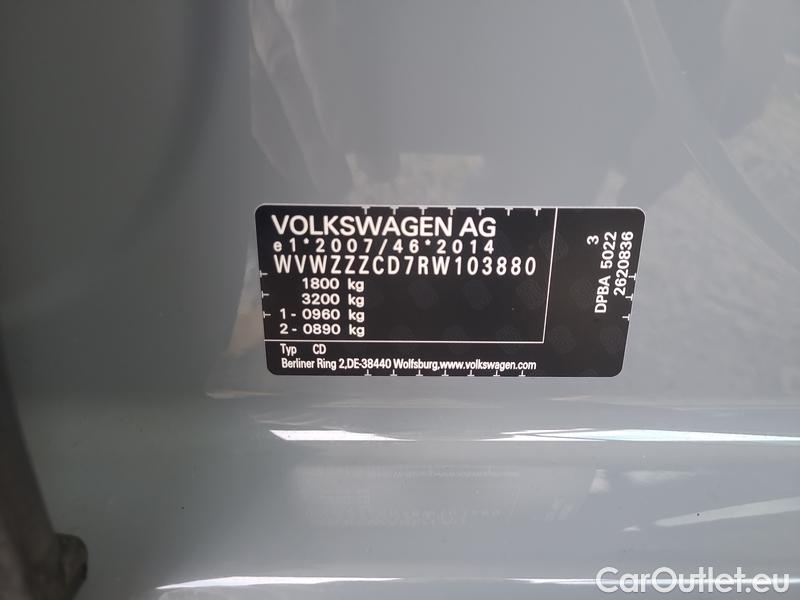 VOLKSWAGEN AG
e1*2007/46*2014
WVWZZZCD7RW103880
1800 kg
3200 kg
1 - 0960 kg
2 - 0890 kg
Typ CD
Berliner Ring 2,DE-38440 Wolfsburg,www.volkswagen.com
3
DPBA 5022
2620836
CarOutlet.eu